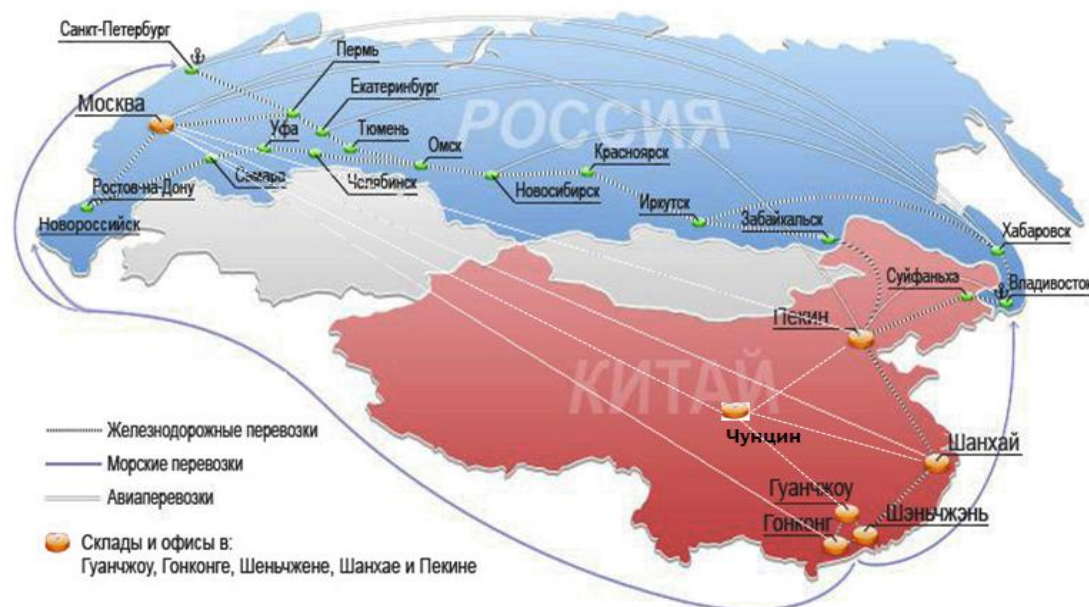 Санкт-Петербург
Пермь
Екатеринбург
Москва
РОССИЯ
Уфа
Тюмень
Омск
Красноярск
Ростов-на-Дону
Самара
Челябинск
Новосибирск
Новороссийск
Иркутск
Забайкальск
Хабаровск
Суйфаньха
Владивосток
Пекин
КИТАЙ
Чунцин
Железнодорожные перевозки
Шанхай
Морские перевозки
Гуанчжоу
Авиаперевозки
Шэньчжэнь
Гонконг
Склады и офисы в:
Гуанчжоу, Гонконге, Шеньчжене, Шанхае и Пекине